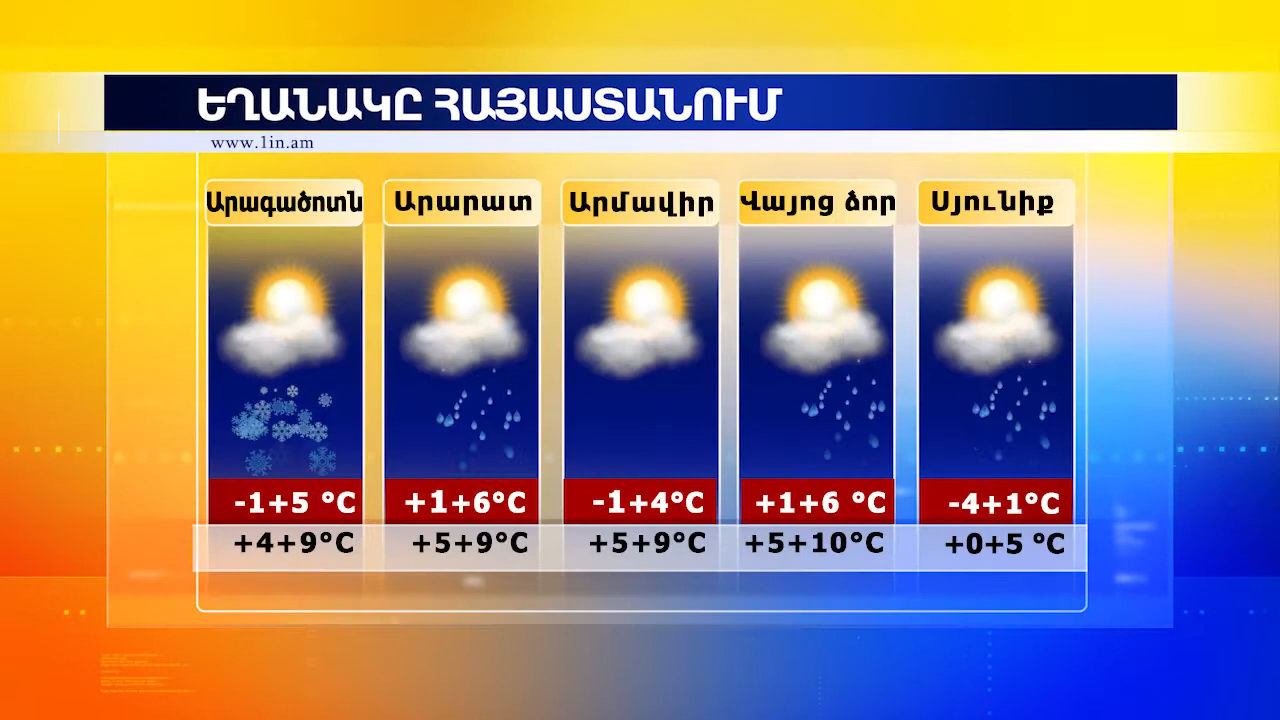 ԵՂԱՆԱԿԸ ՀԱՅԱՍՏԱՆՈՒՄ
www.1in.am
Արագածոտն Արարատ Արմավիր Վայոց ձոր Սյունիք
-1+5 °C +1+6°C -1+4°C +1+6 °C -4+1°C
+4+9°C +5+9°C +5+9°C +5+10°C +0+5 °C